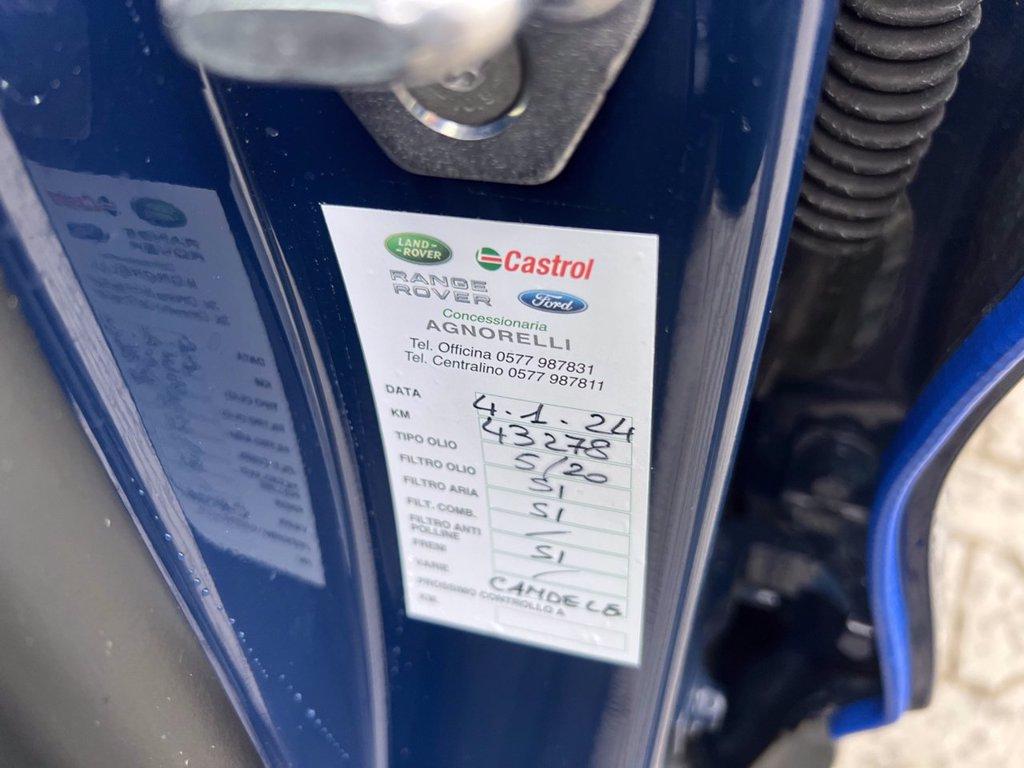 LAND-
ROVER
Castrol
RANGE
ROVER
Ford
Concessionaria
AGNORELLI
Tel. Officina 0577 987831
Tel. Centralino 0577 987811
DATA 4.1.24
KM 43278
TIPO OLIO 5/20
FILTRO OLIO SI
FILTRO ARIA SI
FILT. COMB. /
FILTRO ANTI
POLLINE SI
FRENI /
VARIE CANDELE
PROSSIMO CONTROLLO A
KM.